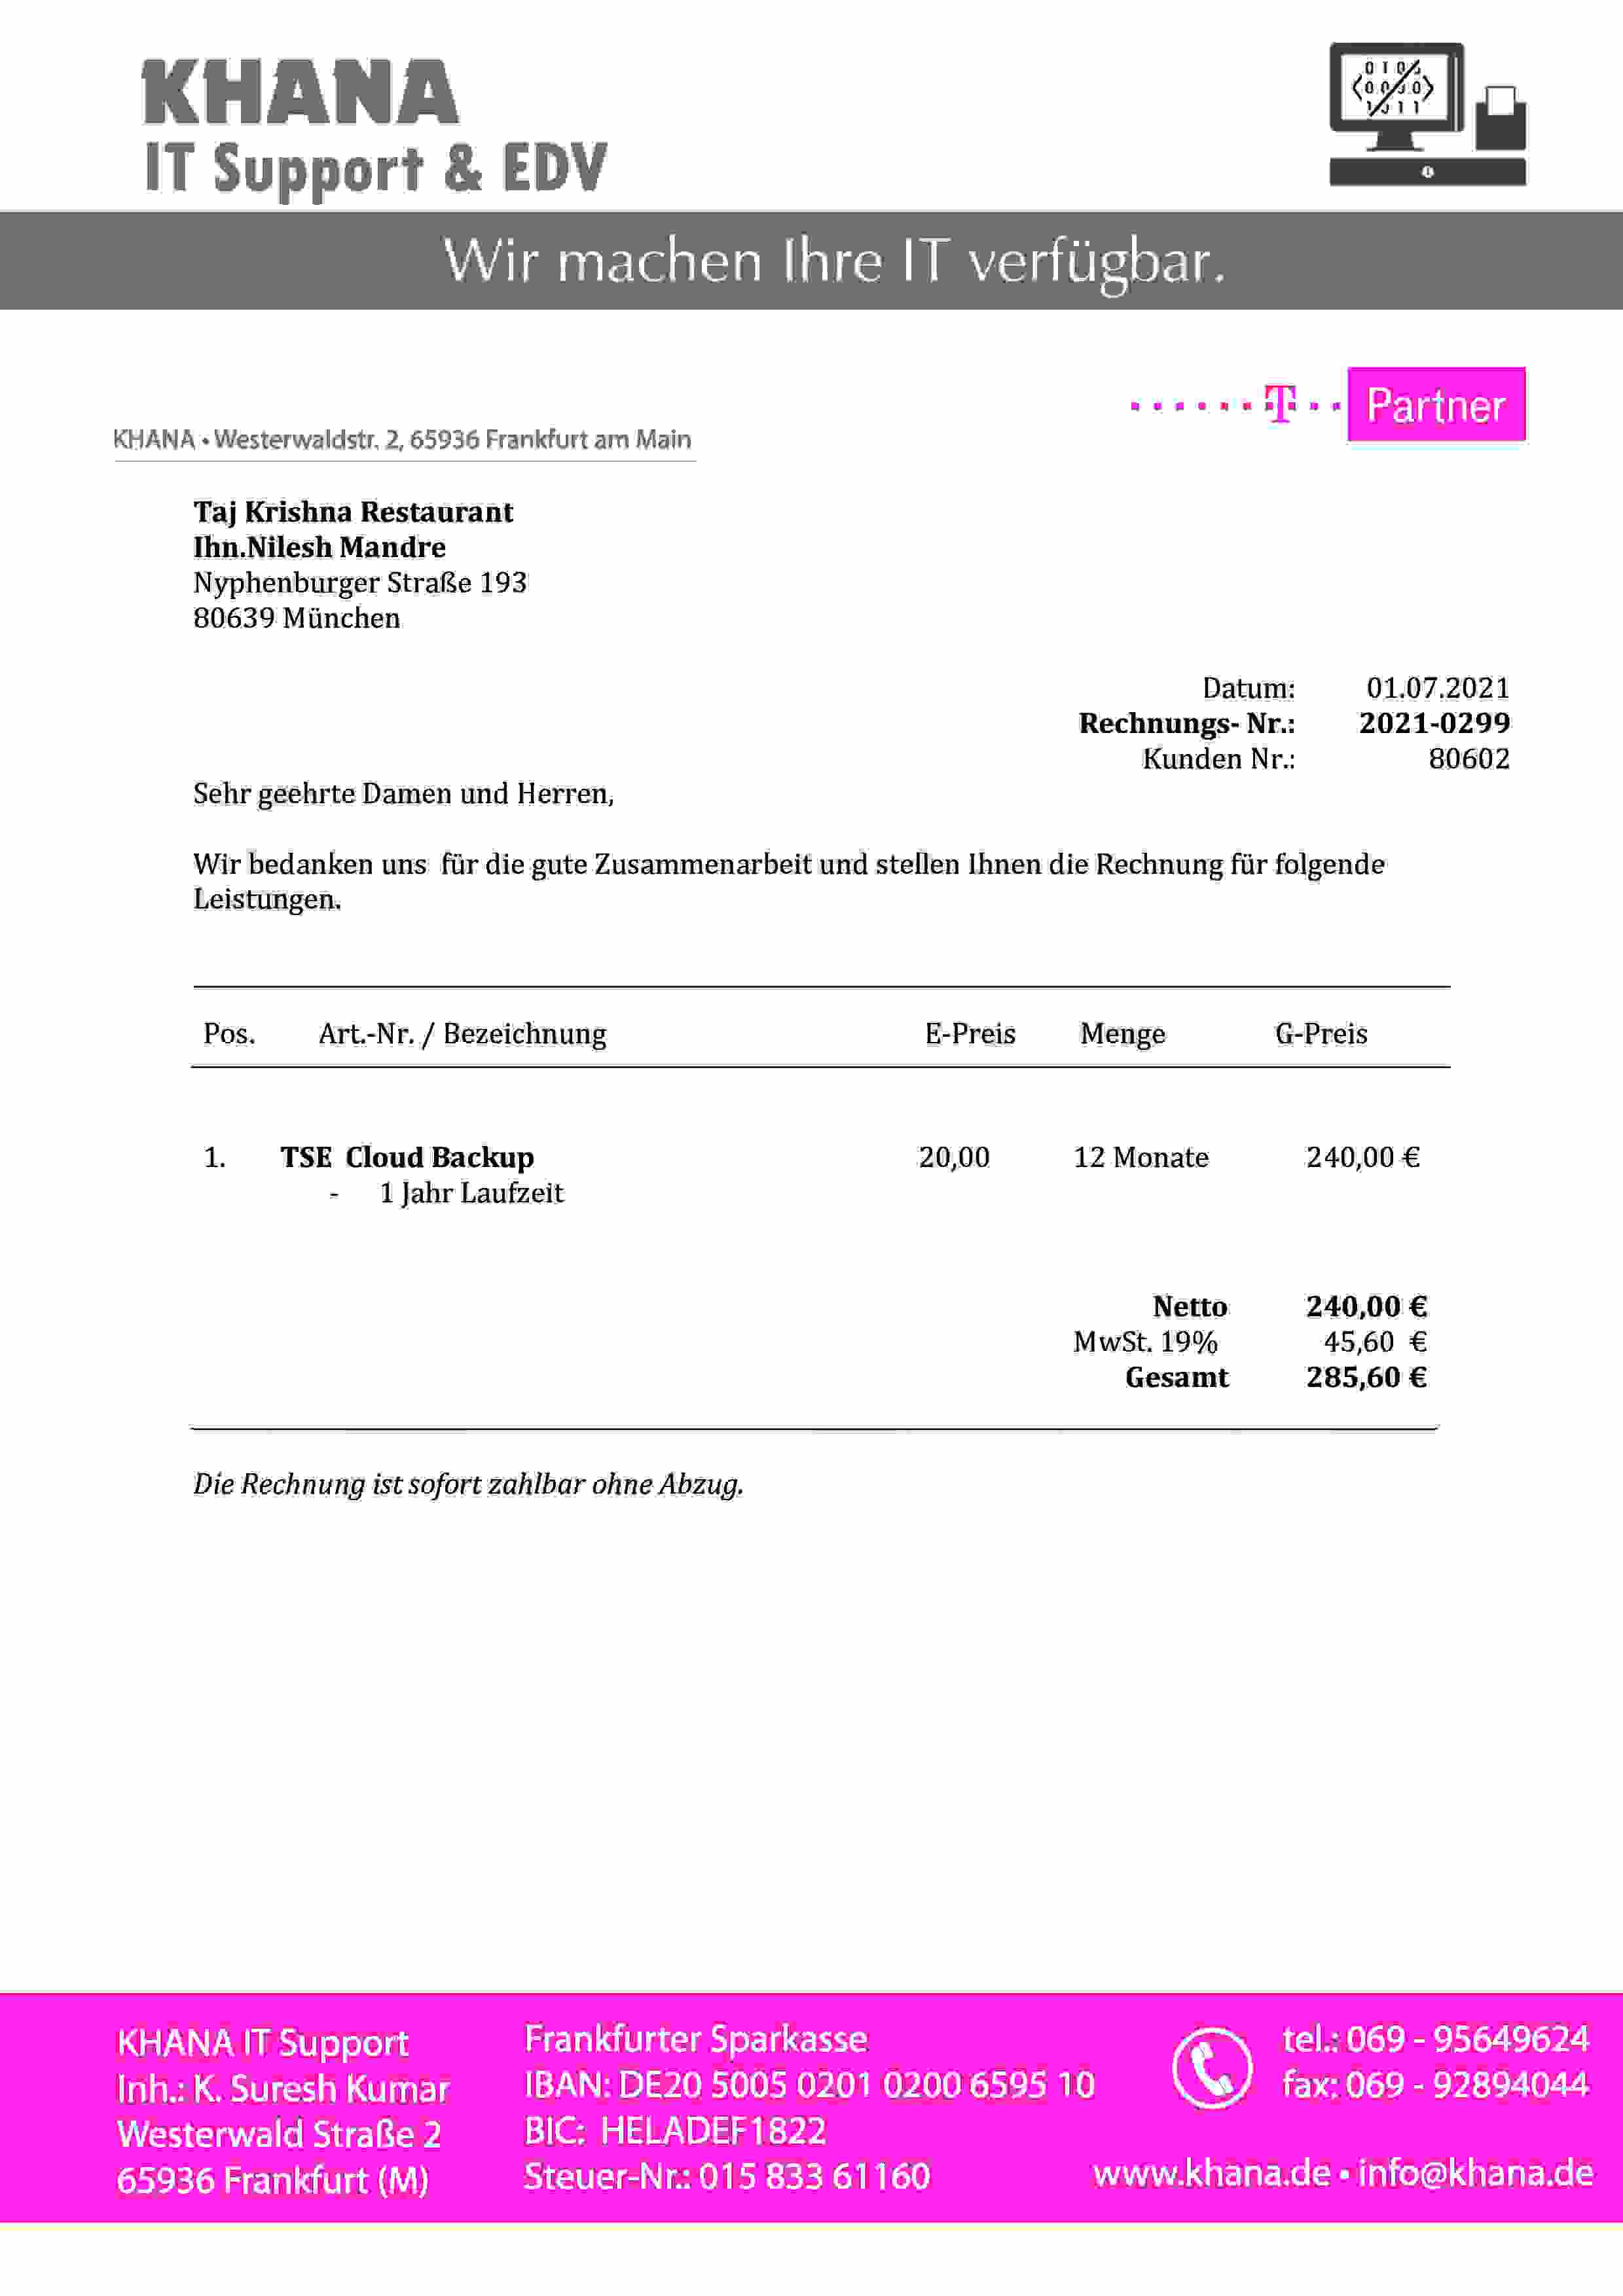 KHANA
IT Support & EDV
Wir machen Ihre IT verfügbar.
T Partner
KHANA • Westerwaldstr. 2, 65936 Frankfurt am Main
Taj Krishna Restaurant
Ihn.Nilesh Mandre
Nyphenburger Straße 193
80639 München
Datum: 01.07.2021
Rechnungs- Nr.: 2021-0299
Kunden Nr.: 80602
Sehr geehrte Damen und Herren,
Wir bedanken uns für die gute Zusammenarbeit und stellen Ihnen die Rechnung für folgende
Leistungen.
Pos. Art.-Nr. / Bezeichnung E-Preis Menge G-Preis
1. TSE Cloud Backup 20,00 12 Monate 240,00 €
- 1 Jahr Laufzeit
Netto 240,00 €
MwSt. 19% 45,60 €
Gesamt 285,60 €
Die Rechnung ist sofort zahlbar ohne Abzug.
KHANA IT Support
Inh.: K. Suresh Kumar
Westerwald Straße 2
65936 Frankfurt (M)
Frankfurter Sparkasse
IBAN: DE20 5005 0201 0200 6595 10
BIC: HELADEF1822
Steuer-Nr.: 015 833 61160
tel.: 069 - 95649624
fax: 069 - 92894044
www.khana.de • info@khana.de